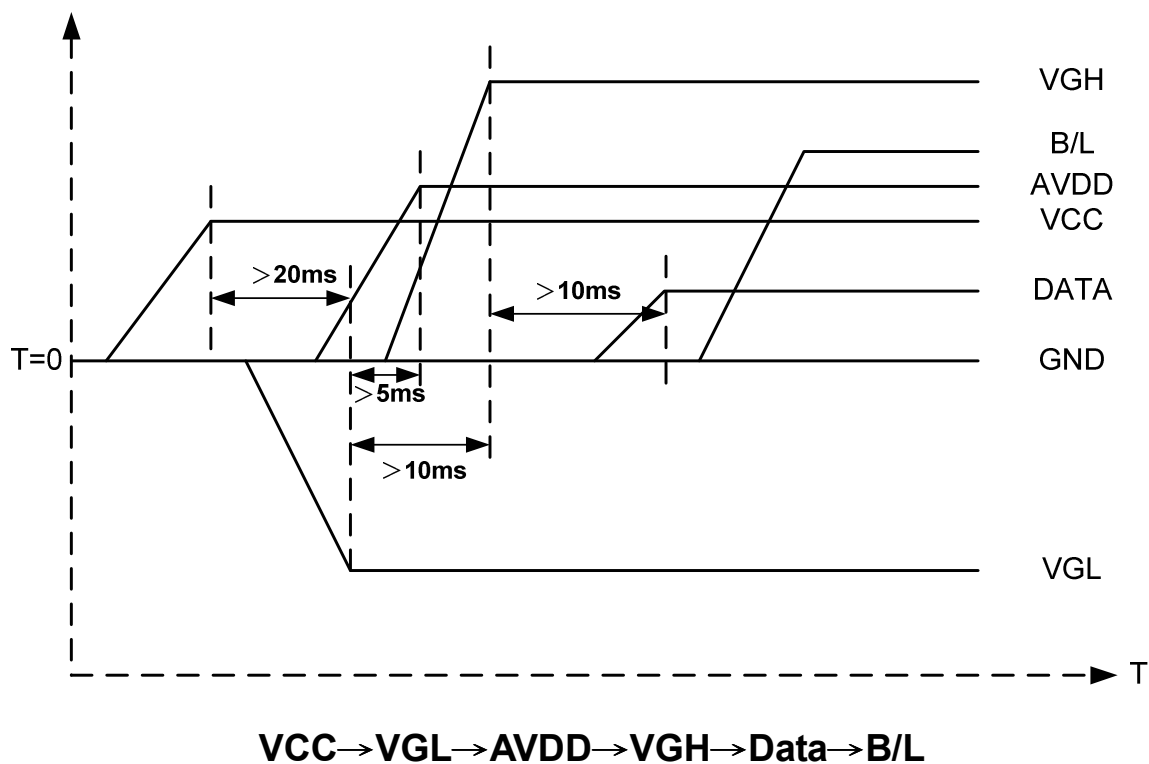 VGH
B/L
AVDD
VCC
>20ms
>10ms
DATA
T=0
GND
>5ms
>10ms
VGL
T
VCC→VGL→AVDD→VGH→Data→B/L